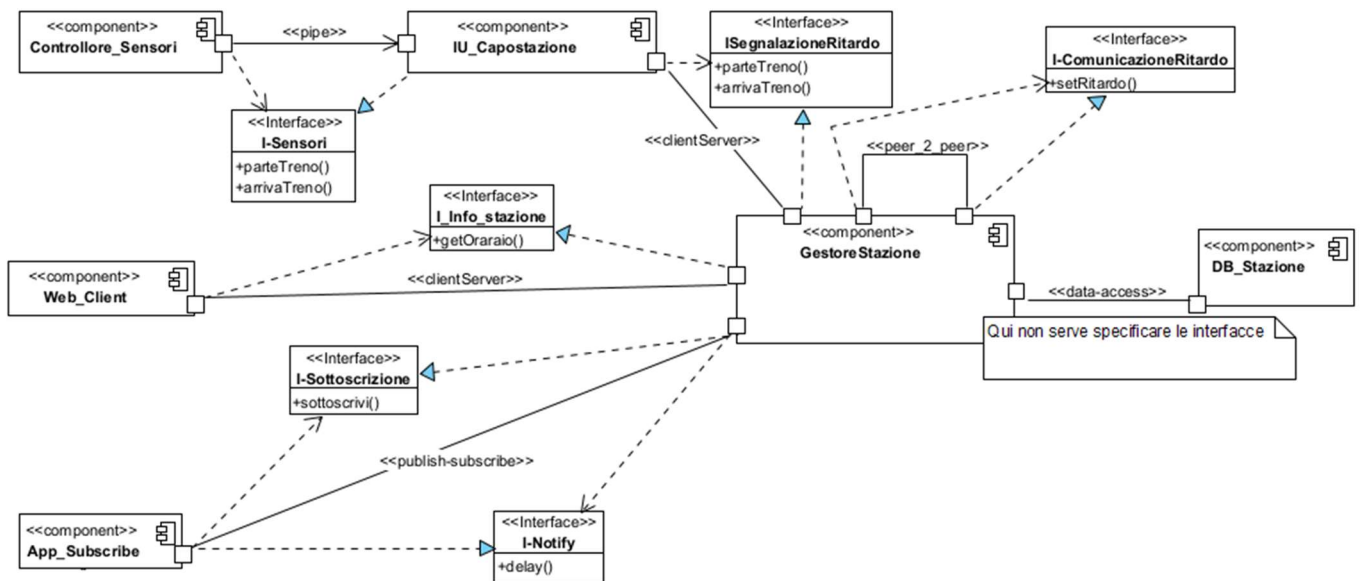 <<component>>
Controllore_Sensori
<<pipe>>
<<component>>
IU_Capostazione
<<Interface>>
ISegnalazioneRitardo
+parteTreno()
+arrivaTreno()
<<Interface>>
I-ComunicazioneRitardo
+setRitardo()
<<Interface>>
I-Sensori
+parteTreno()
+arrivaTreno()
<<clientServer>>
<<peer_2_peer>>
<<Interface>>
I_Info_stazione
+getOraraio()
<<component>>
GestoreStazione
<<component>>
DB_Stazione
<<component>>
Web_Client
<<clientServer>>
<<data-access>>
Qui non serve specificare le interfacce
<<Interface>>
I-Sottoscrizione
+sottoscrivi()
<<publish-subscribe>>
<<component>>
App_Subscribe
<<Interface>>
I-Notify
+delay()